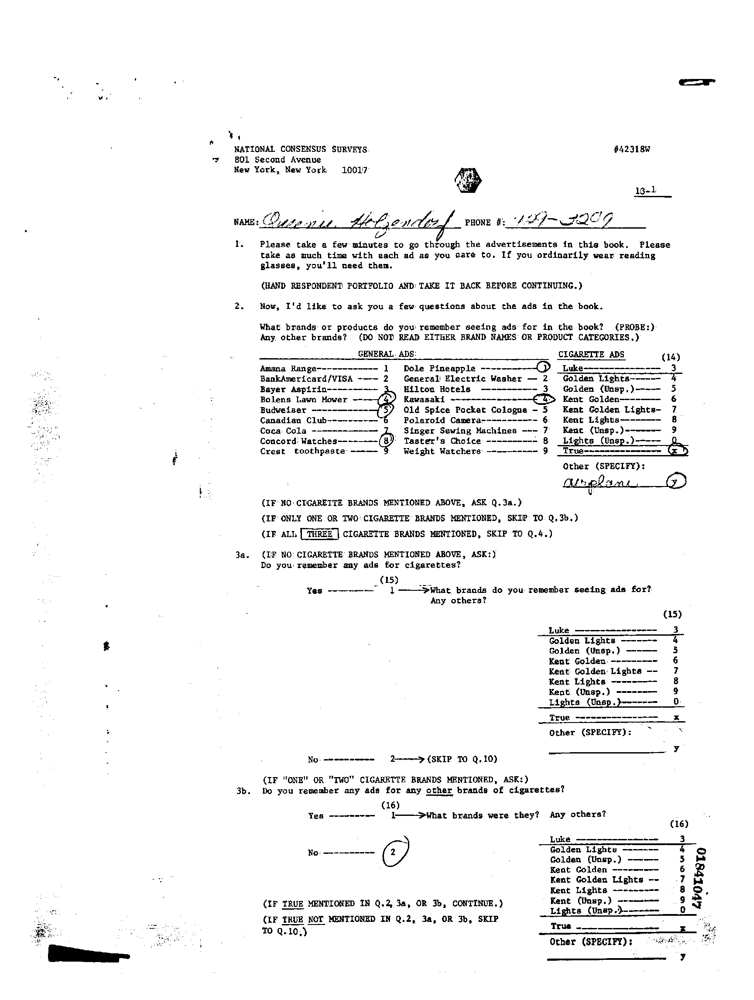 NATIONAL CONSENSUS SURVEYS #42318W
801 Second Avenue
New York, New York 10017
10-1
NAME: PHONE #:
1. Please take a few minutes to go through the advertisements in this book. Please
take as much time with each ad as you care to. If you ordinarily wear reading
glasses, you'll need them.
(HAND RESPONDENT PORTFOLIO AND TAKE IT BACK BEFORE CONTINUING.)
2. Now, I'd like to ask you a few questions about the ads in the book.
What brands or products do you remember seeing ads for in the book? (PROBE:)
Any other brands? (DO NOT READ EITHER BRAND NAMES OR PRODUCT CATEGORIES.)
GENERAL ADS: CIGARETTE ADS (14)
Amana Range------------ 1 Dole Pineapple ----------- 1 Luke---------------- 3
BankAmericard/VISA ---- 2 General Electric Washer -- 2 Golden Lights------ 4
Bayer Aspirin---------- 3 Hilton Hotels ----------- 3 Golden (Unsp.)----- 5
Bolens Lawn Mower ---- 4 Kawasaki ---------------- 4 Kent Golden-------- 6
Budweiser ------------- 5 Old Spice Pocket Cologne - 5 Kent Golden Lights- 7
Canadian Club---------- 6 Polaroid Camera---------- 6 Kent Lights-------- 8
Coca Cola ------------- 7 Singer Sewing Machines --- 7 Kent (Unsp.)------- 9
Concord Watches-------- 8 Taster's Choice ---------- 8 Lights (Unsp.)----- 0
Crest toothpaste ----- 9 Weight Watchers ---------- 9 True---------------- x
Other (SPECIFY):
airplane y
(IF NO CIGARETTE BRANDS MENTIONED ABOVE, ASK Q.3a.)
(IF ONLY ONE OR TWO CIGARETTE BRANDS MENTIONED, SKIP TO Q.3b.)
(IF ALL THREE CIGARETTE BRANDS MENTIONED, SKIP TO Q.4.)
3a. (IF NO CIGARETTE BRANDS MENTIONED ABOVE, ASK:)
Do you remember any ads for cigarettes?
(15)
Yes -------- 1 --->What brands do you remember seeing ads for?
Any others?
(15)
Luke ---------------- 3
Golden Lights ------- 4
Golden (Unsp.) ------ 5
Kent Golden --------- 6
Kent Golden Lights -- 7
Kent Lights --------- 8
Kent (Unsp.) -------- 9
Lights (Unsp.)------- 0
True ---------------- x
Other (SPECIFY):
y
No --------- 2---> (SKIP TO Q.10)
(IF "ONE" OR "TWO" CIGARETTE BRANDS MENTIONED, ASK:)
3b. Do you remember any ads for any other brands of cigarettes?
(16)
Yes -------- 1--->What brands were they? Any others?
(16)
Luke ---------------- 3
Golden Lights ------- 4
No --------- 2 Golden (Unsp.) ------ 5
Kent Golden --------- 6
Kent Golden Lights -- 7
Kent Lights --------- 8
(IF TRUE MENTIONED IN Q.2, 3a, OR 3b, CONTINUE.) Kent (Unsp.) -------- 9
Lights (Unsp.)------- 0
(IF TRUE NOT MENTIONED IN Q.2, 3a, OR 3b, SKIP
TO Q.10.) True ---------------- x
Other (SPECIFY):
y
01841047